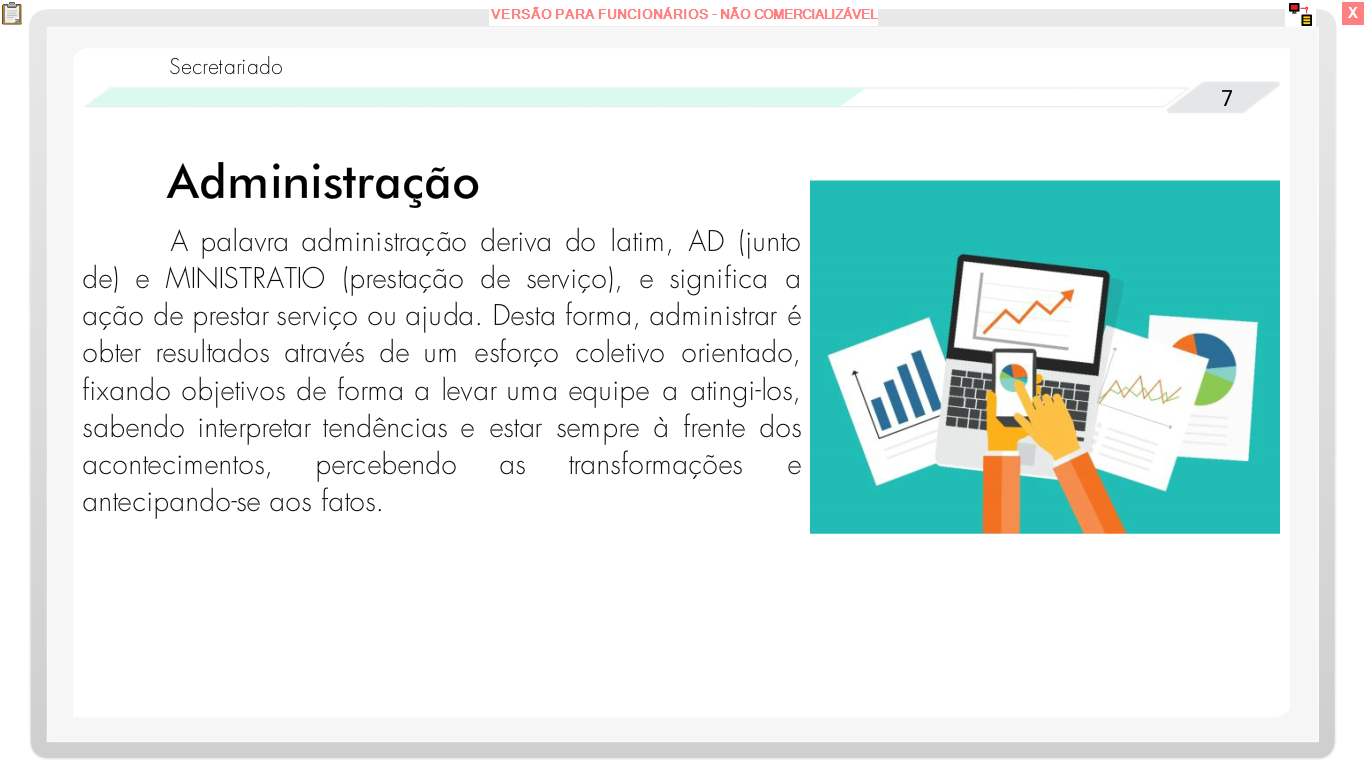 VERSÃO PARA FUNCIONÁRIOS - NÃO COMERCIALIZÁVEL
X
Secretariado
7
Administração
A palavra administração deriva do latim, AD (junto
de) e MINISTRATIO (prestação de serviço), e significa a
ação de prestar serviço ou ajuda. Desta forma, administrar é
obter resultados através de um esforço coletivo orientado,
fixando objetivos de forma a levar uma equipe a atingi-los,
sabendo interpretar tendências e estar sempre à frente dos
acontecimentos, percebendo as transformações e
antecipando-se aos fatos.